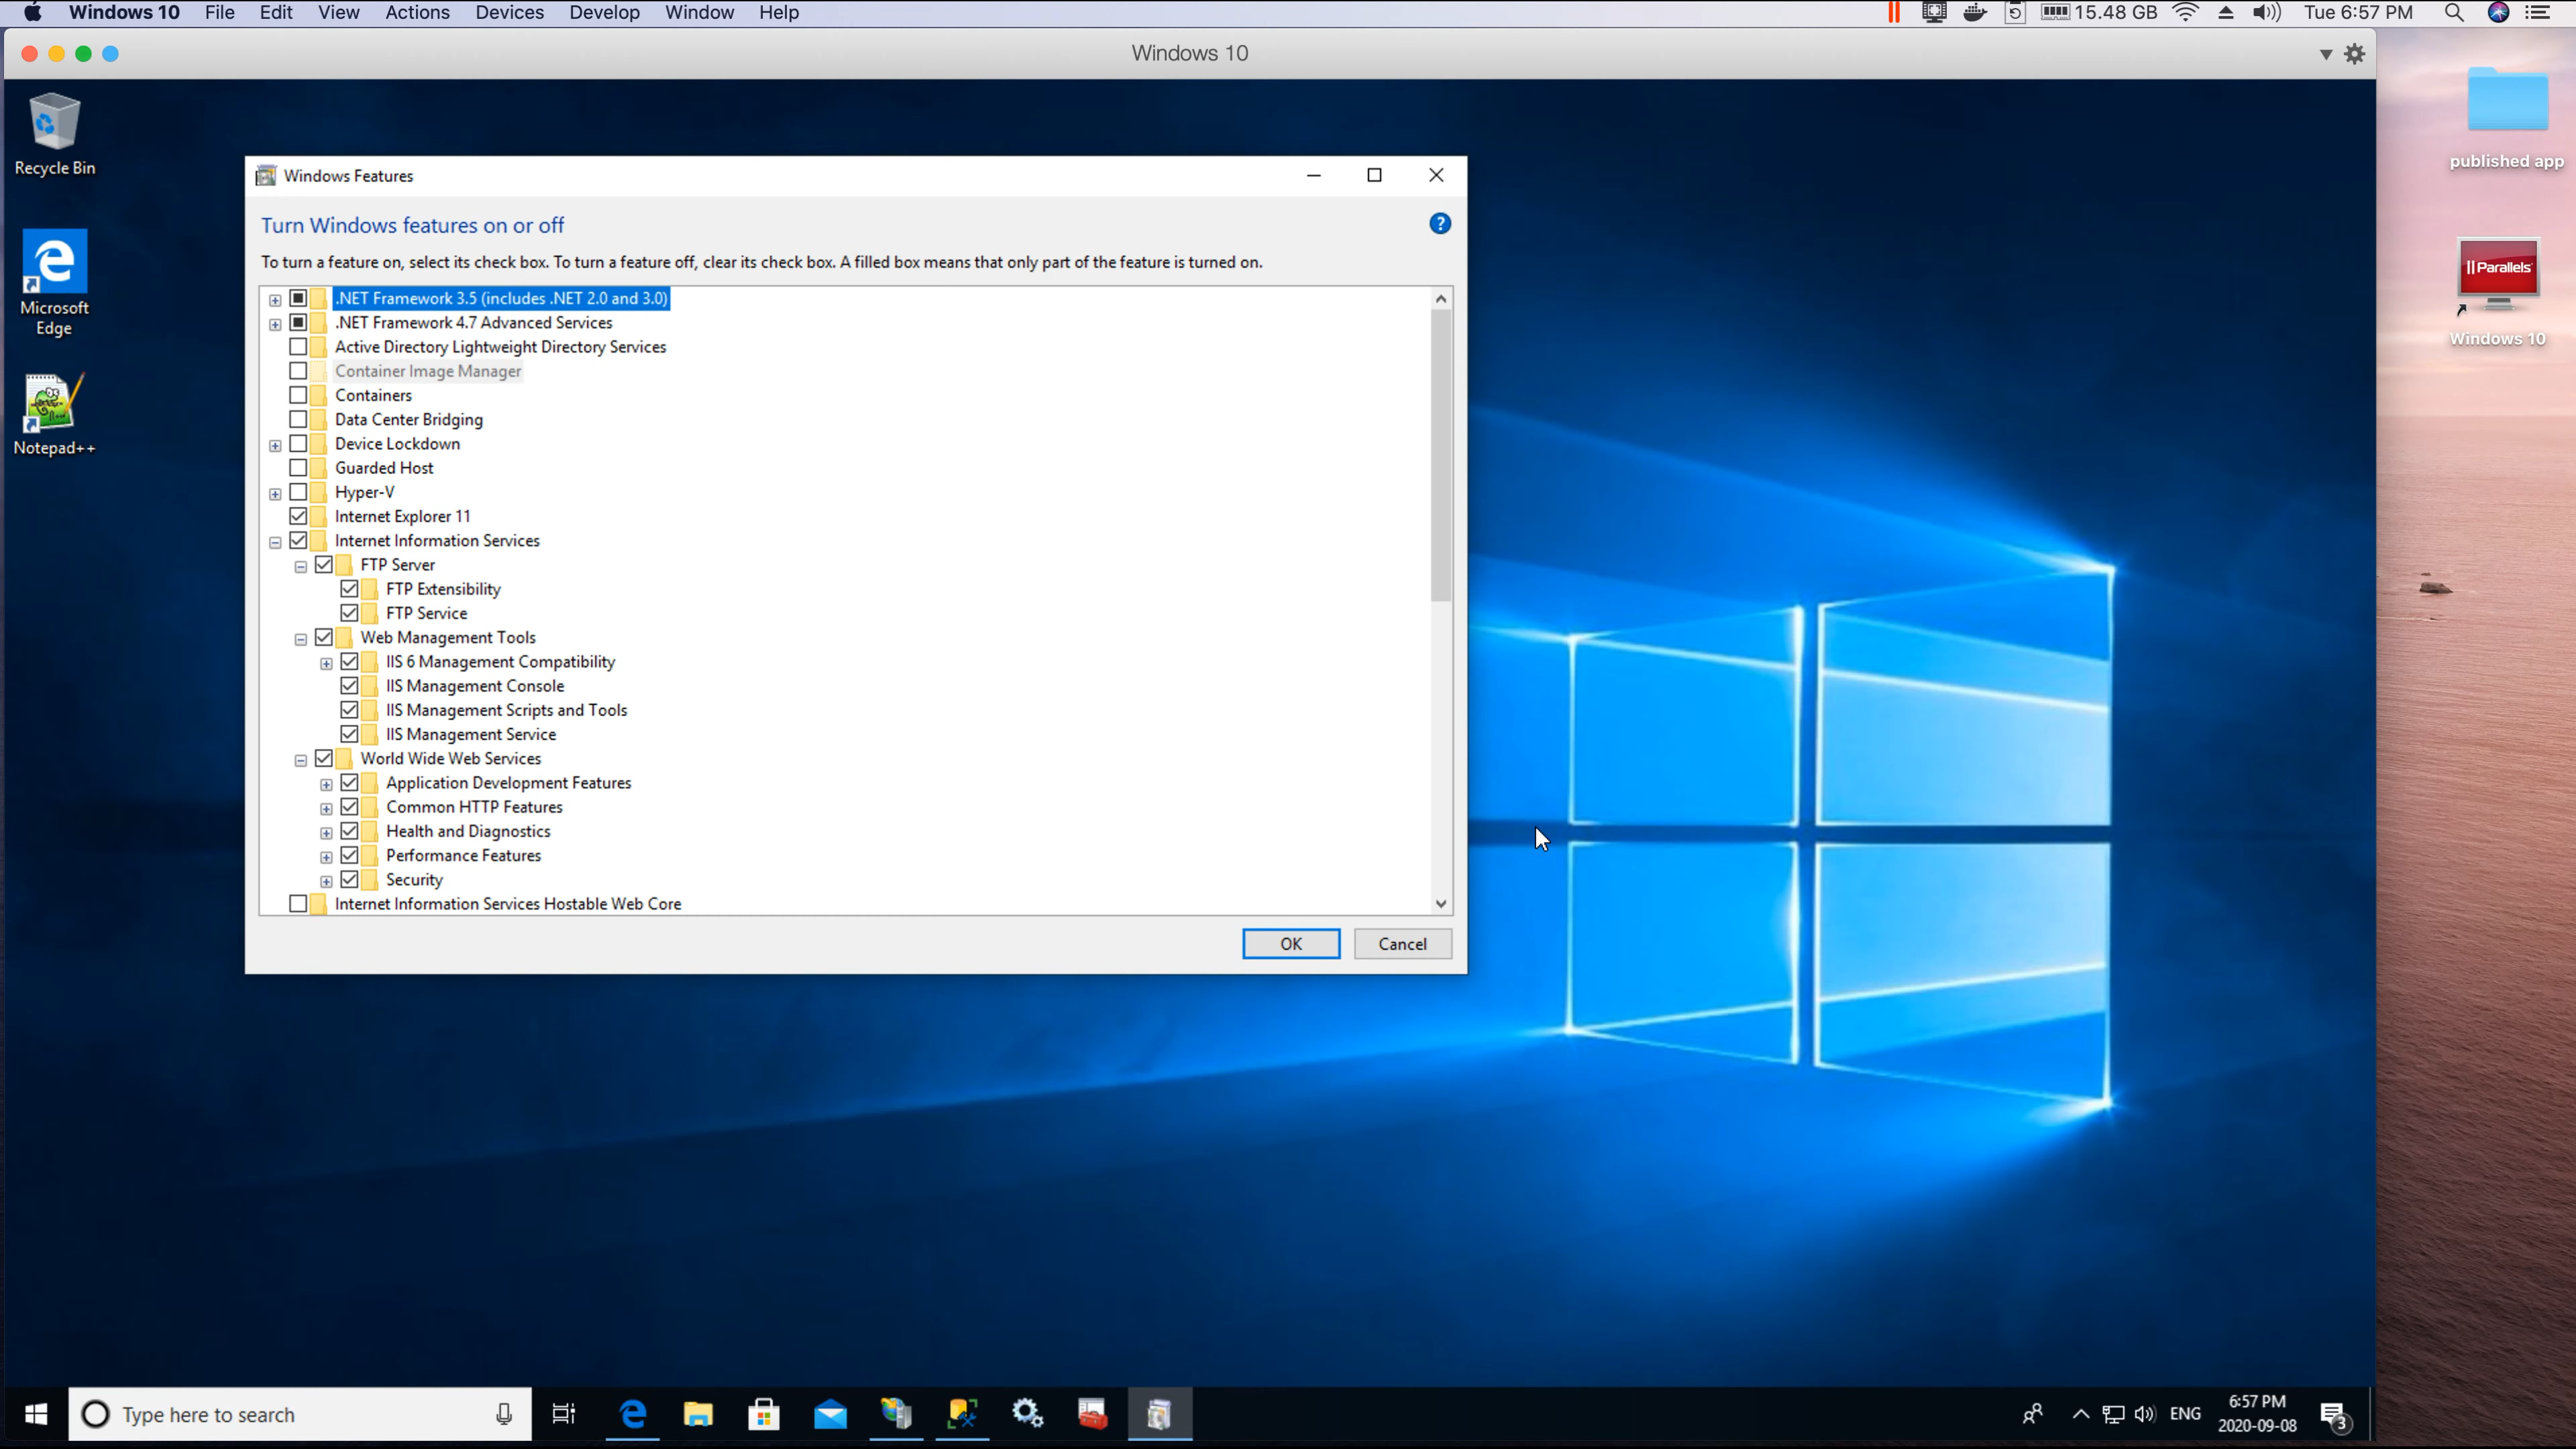 Windows 10 File Edit View Actions Devices Develop Window Help 15.48 GB Tue 6:57 PM
Windows 10
Recycle Bin
Microsoft
Edge
Notepad++
published app
Parallels
Windows 10
Windows Features
Turn Windows features on or off
To turn a feature on, select its check box. To turn a feature off, clear its check box. A filled box means that only part of the feature is turned on.
.NET Framework 3.5 (includes .NET 2.0 and 3.0)
.NET Framework 4.7 Advanced Services
Active Directory Lightweight Directory Services
Container Image Manager
Containers
Data Center Bridging
Device Lockdown
Guarded Host
Hyper-V
Internet Explorer 11
Internet Information Services
FTP Server
FTP Extensibility
FTP Service
Web Management Tools
IIS 6 Management Compatibility
IIS Management Console
IIS Management Scripts and Tools
IIS Management Service
World Wide Web Services
Application Development Features
Common HTTP Features
Health and Diagnostics
Performance Features
Security
Internet Information Services Hostable Web Core
OK Cancel
Type here to search
ENG
6:57 PM
2020-09-08
3